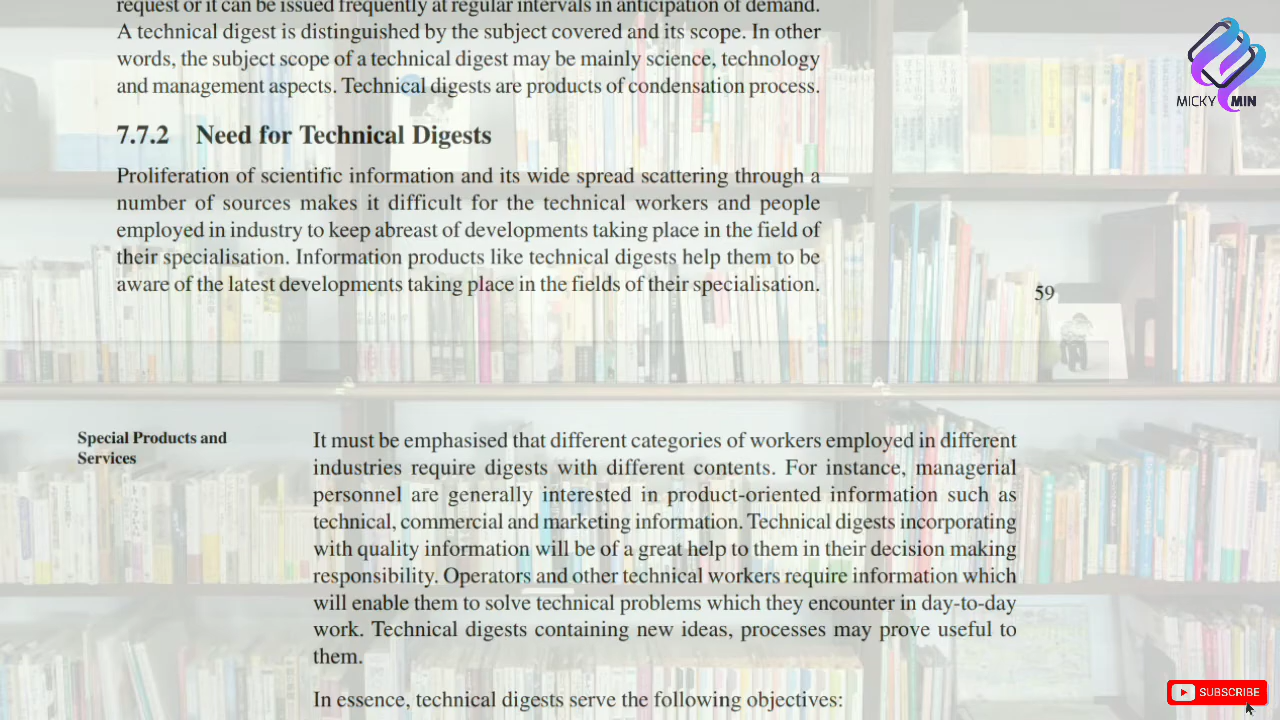 request or it can be issued frequently at regular intervals in anticipation of demand.
A technical digest is distinguished by the subject covered and its scope. In other
words, the subject scope of a technical digest may be mainly science, technology
and management aspects. Technical digests are products of condensation process.
MICKY MIN
7.7.2 Need for Technical Digests
Proliferation of scientific information and its wide spread scattering through a
number of sources makes it difficult for the technical workers and people
employed in industry to keep abreast of developments taking place in the field of
their specialisation. Information products like technical digests help them to be
aware of the latest developments taking place in the fields of their specialisation.
59
Special Products and
Services
It must be emphasised that different categories of workers employed in different
industries require digests with different contents. For instance, managerial
personnel are generally interested in product-oriented information such as
technical, commercial and marketing information. Technical digests incorporating
with quality information will be of a great help to them in their decision making
responsibility. Operators and other technical workers require information which
will enable them to solve technical problems which they encounter in day-to-day
work. Technical digests containing new ideas, processes may prove useful to
them.
In essence, technical digests serve the following objectives:
SUBSCRIBE